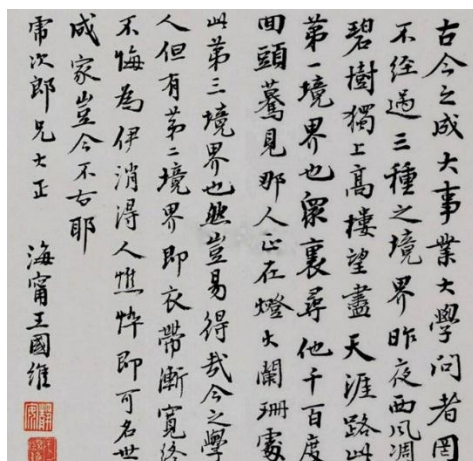 古今之成大事業大學問者罔
不經過三種之境界昨夜西風凋
碧樹獨上高樓望盡天涯路此
第一境界也眾裏尋他千百度
回頭驀見那人正在燈火闌珊處
此第三境界也然豈易得哉今之學
人但有第二境界即衣帶漸寬終
不悔為伊消得人憔悴即可名世
成家豈今不古耶
次郎兄大正
海甯王國維